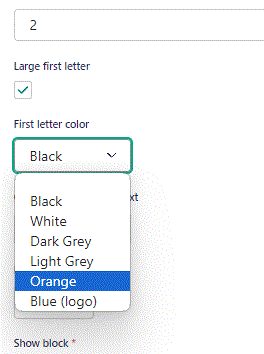 2
Large first letter
First letter color
Black
Black
White
Dark Grey
Light Grey
Orange
Blue (logo)
Show block *